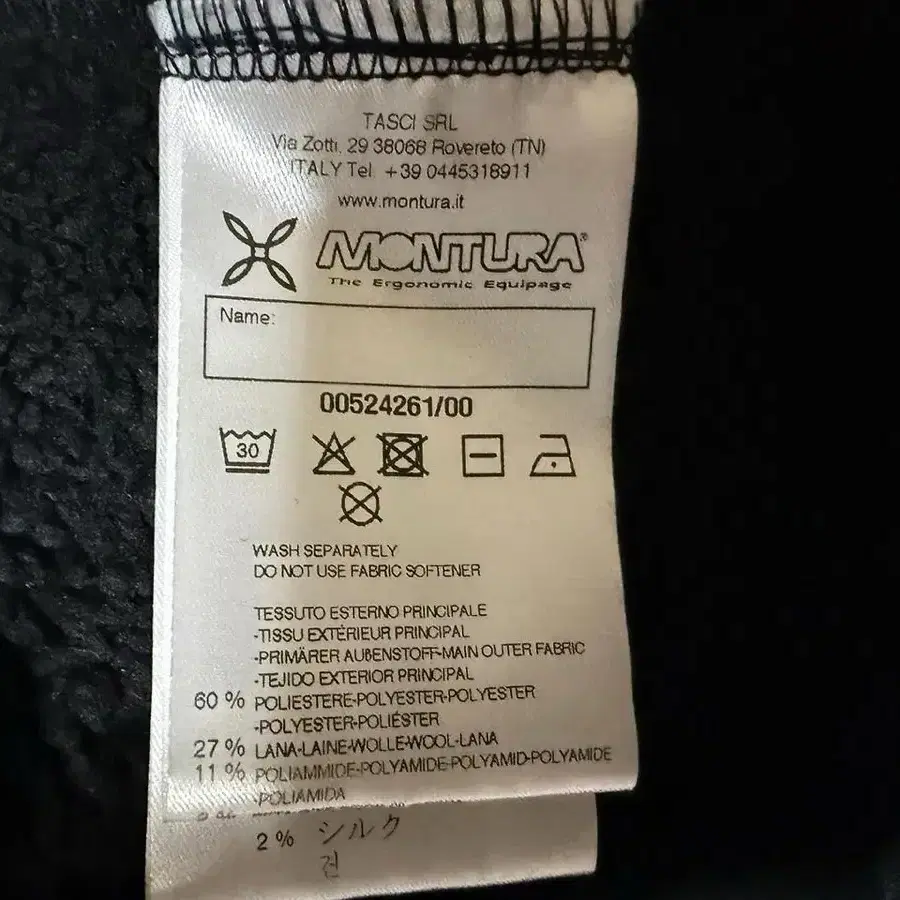 TASCI SRL
Via Zotti, 29 38068 Rovereto (TN)
ITALY Tel. +39 0445318911
www.montura.it
MONTURA®
The Ergonomic Equipage
Name:
00524261/00
30
WASH SEPARATELY
DO NOT USE FABRIC SOFTENER
TESSUTO ESTERNO PRINCIPALE
-TISSU EXTÉRIEUR PRINCIPAL
-PRIMÄRER AUßENSTOFF-MAIN OUTER FABRIC
-TEJIDO EXTERIOR PRINCIPAL
60 % POLIESTERE-POLYESTER-POLYESTER
-POLYESTER-POLIÉSTER
27 % LANA-LAINE-WOLLE-WOOL-LANA
11 % POLIAMMIDE-POLYAMIDE-POLYAMID-POLYAMIDE
-POLIAMIDA
2 % シルク
견